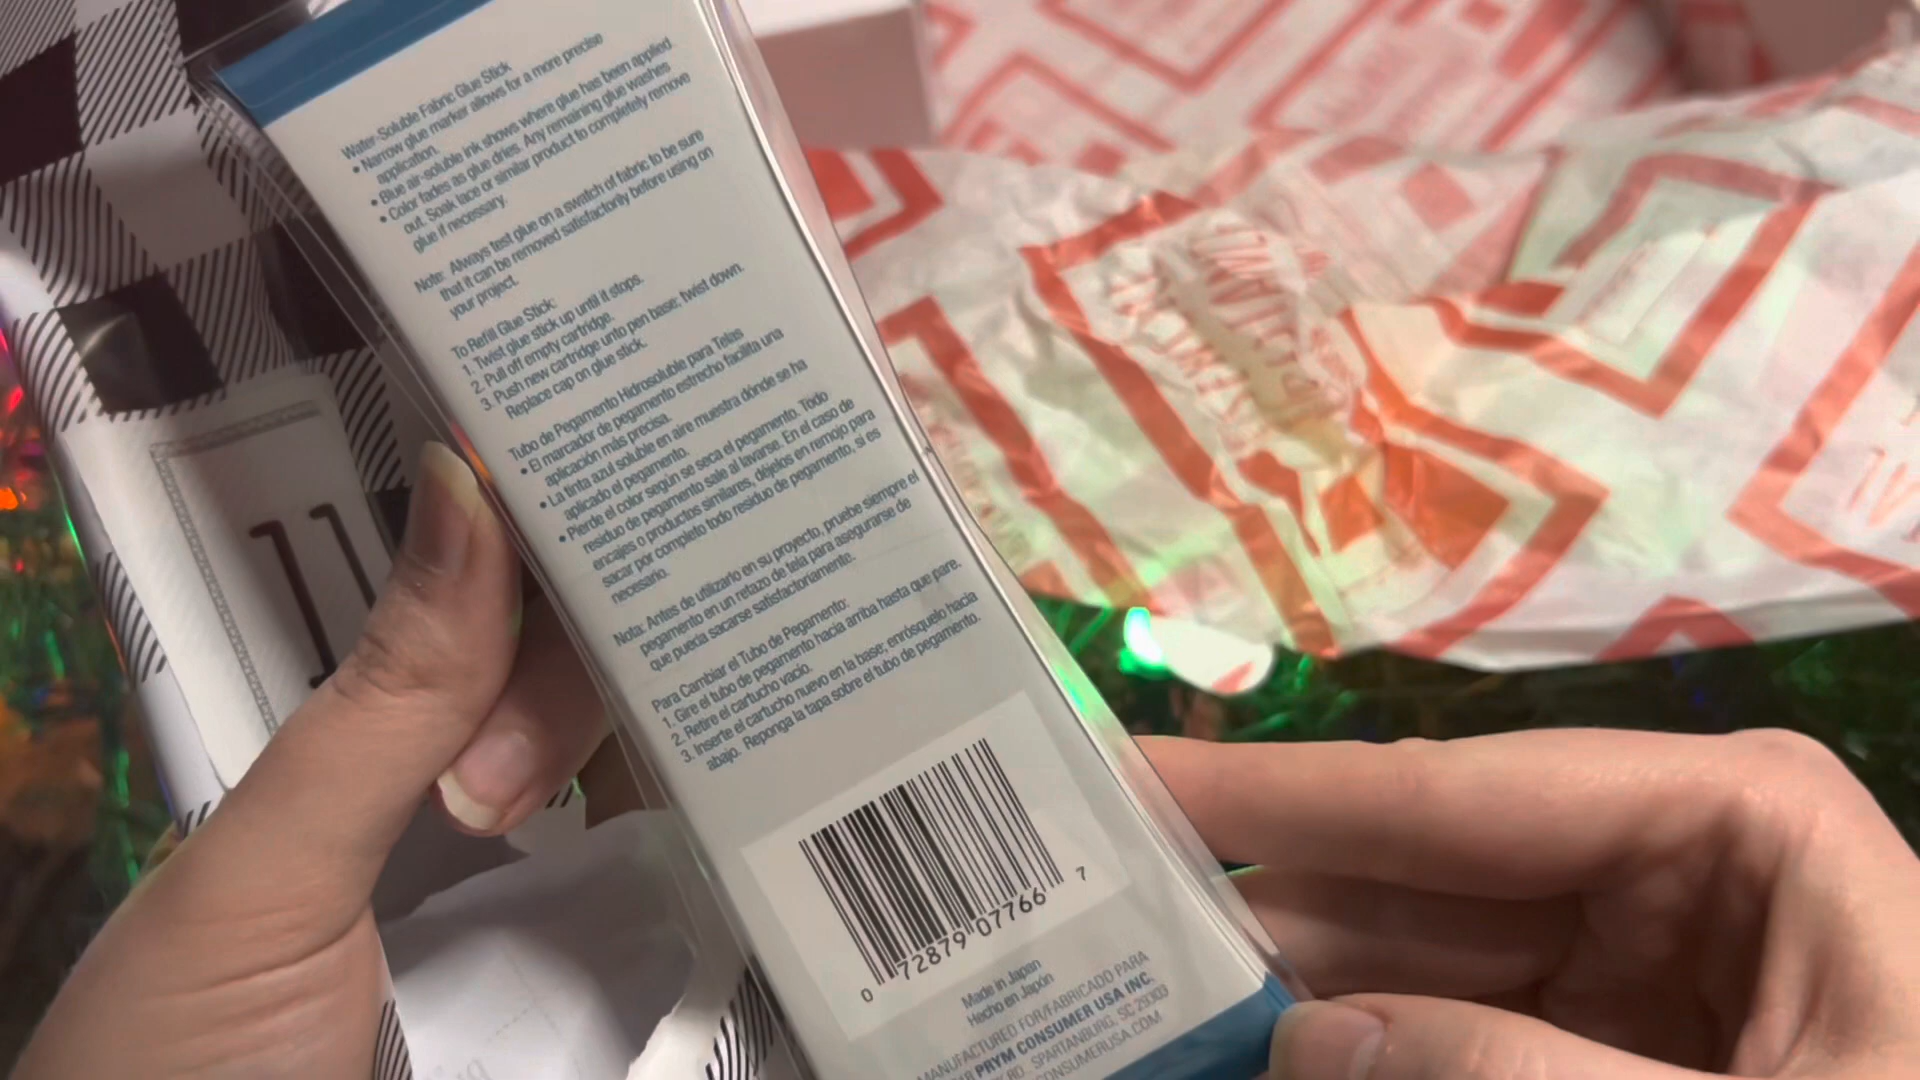 Water-Soluble Fabric Glue Stick
• Narrow glue marker allows for a more precise
application.
• Blue air-soluble ink shows where glue has been applied
• Color fades as glue dries. Any remaining glue washes
out. Soak lace or similar product to completely remove
glue if necessary.
Note: Always test glue on a swatch of fabric to be sure
that it can be removed satisfactorily before using on
your project.
To Refill Glue Stick:
1. Twist glue stick up until it stops.
2. Pull off empty cartridge.
3. Push new cartridge unto pen base; twist down.
Replace cap on glue stick.
Tubo de Pegamento Hidrosoluble para Telas
• El marcador de pegamento estrecho facilita una
aplicación más precisa.
• La tinta azul soluble en aire muestra dónde se ha
aplicado el pegamento.
• Pierde el color según se seca el pegamento. Todo
residuo de pegamento sale al lavarse. En el caso de
encajes o productos similares, déjelos en remojo para
sacar por completo todo residuo de pegamento, si es
necesario.
Nota: Antes de utilizarlo en su proyecto, pruebe siempre el
pegamento en un retazo de tela para asegurarse de
que pueda sacarse satisfactoriamente.
Para Cambiar el Tubo de Pegamento:
1. Gire el tubo de pegamento hacia arriba hasta que pare.
2. Retire el cartucho vacío.
3. Inserte el cartucho nuevo en la base; enrósquelo hacia
abajo. Reponga la tapa sobre el tubo de pegamento.
0 72879 07766 7
Made in Japan
Hecho en Japón
MANUFACTURED FOR/FABRICADO PARA
PRYM CONSUMER USA INC.
RD. SPARTANBURG, SC 29303
CONSUMERUSA.COM
11